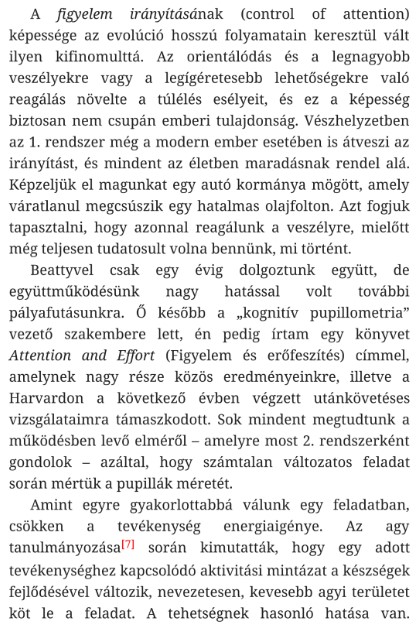 A figyelem irányításának (control of attention)
képessége az evolúció hosszú folyamatain keresztül vált
ilyen kifinomulttá. Az orientálódás és a legnagyobb
veszélyekre vagy a legígéretesebb lehetőségekre való
reagálás növelte a túlélés esélyeit, és ez a képesség
biztosan nem csupán emberi tulajdonság. Vészhelyzetben
az 1. rendszer még a modern ember esetében is átveszi az
irányítást, és mindent az életben maradásnak rendel alá.
Képzeljük el magunkat egy autó kormánya mögött, amely
váratlanul megcsúszik egy hatalmas olajfolton. Azt fogjuk
tapasztalni, hogy azonnal reagálunk a veszélyre, mielőtt
még teljesen tudatosult volna bennünk, mi történt.
Beattyvel csak egy évig dolgoztunk együtt, de
együttműködésünk nagy hatással volt további
pályafutásunkra. Ő később a „kognitív pupillometria”
vezető szakembere lett, én pedig írtam egy könyvet
Attention and Effort (Figyelem és erőfeszítés) címmel,
amelynek nagy része közös eredményeinkre, illetve a
Harvardon a következő évben végzett utánkövetéses
vizsgálataimra támaszkodott. Sok mindent megtudtunk a
működésben levő elméről – amelyre most 2. rendszerként
gondolok – azáltal, hogy számtalan változatos feladat
során mértük a pupillák méretét.
Amint egyre gyakorlottabbá válunk egy feladatban,
csökken a tevékenység energiaigénye. Az agy
tanulmányozása[7] során kimutatták, hogy egy adott
tevékenységhez kapcsolódó aktivitási mintázat a készségek
fejlődésével változik, nevezetesen, kevesebb agyi területet
köt le a feladat. A tehetségnek hasonló hatása van.